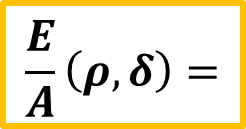 E/A (ρ, δ) =